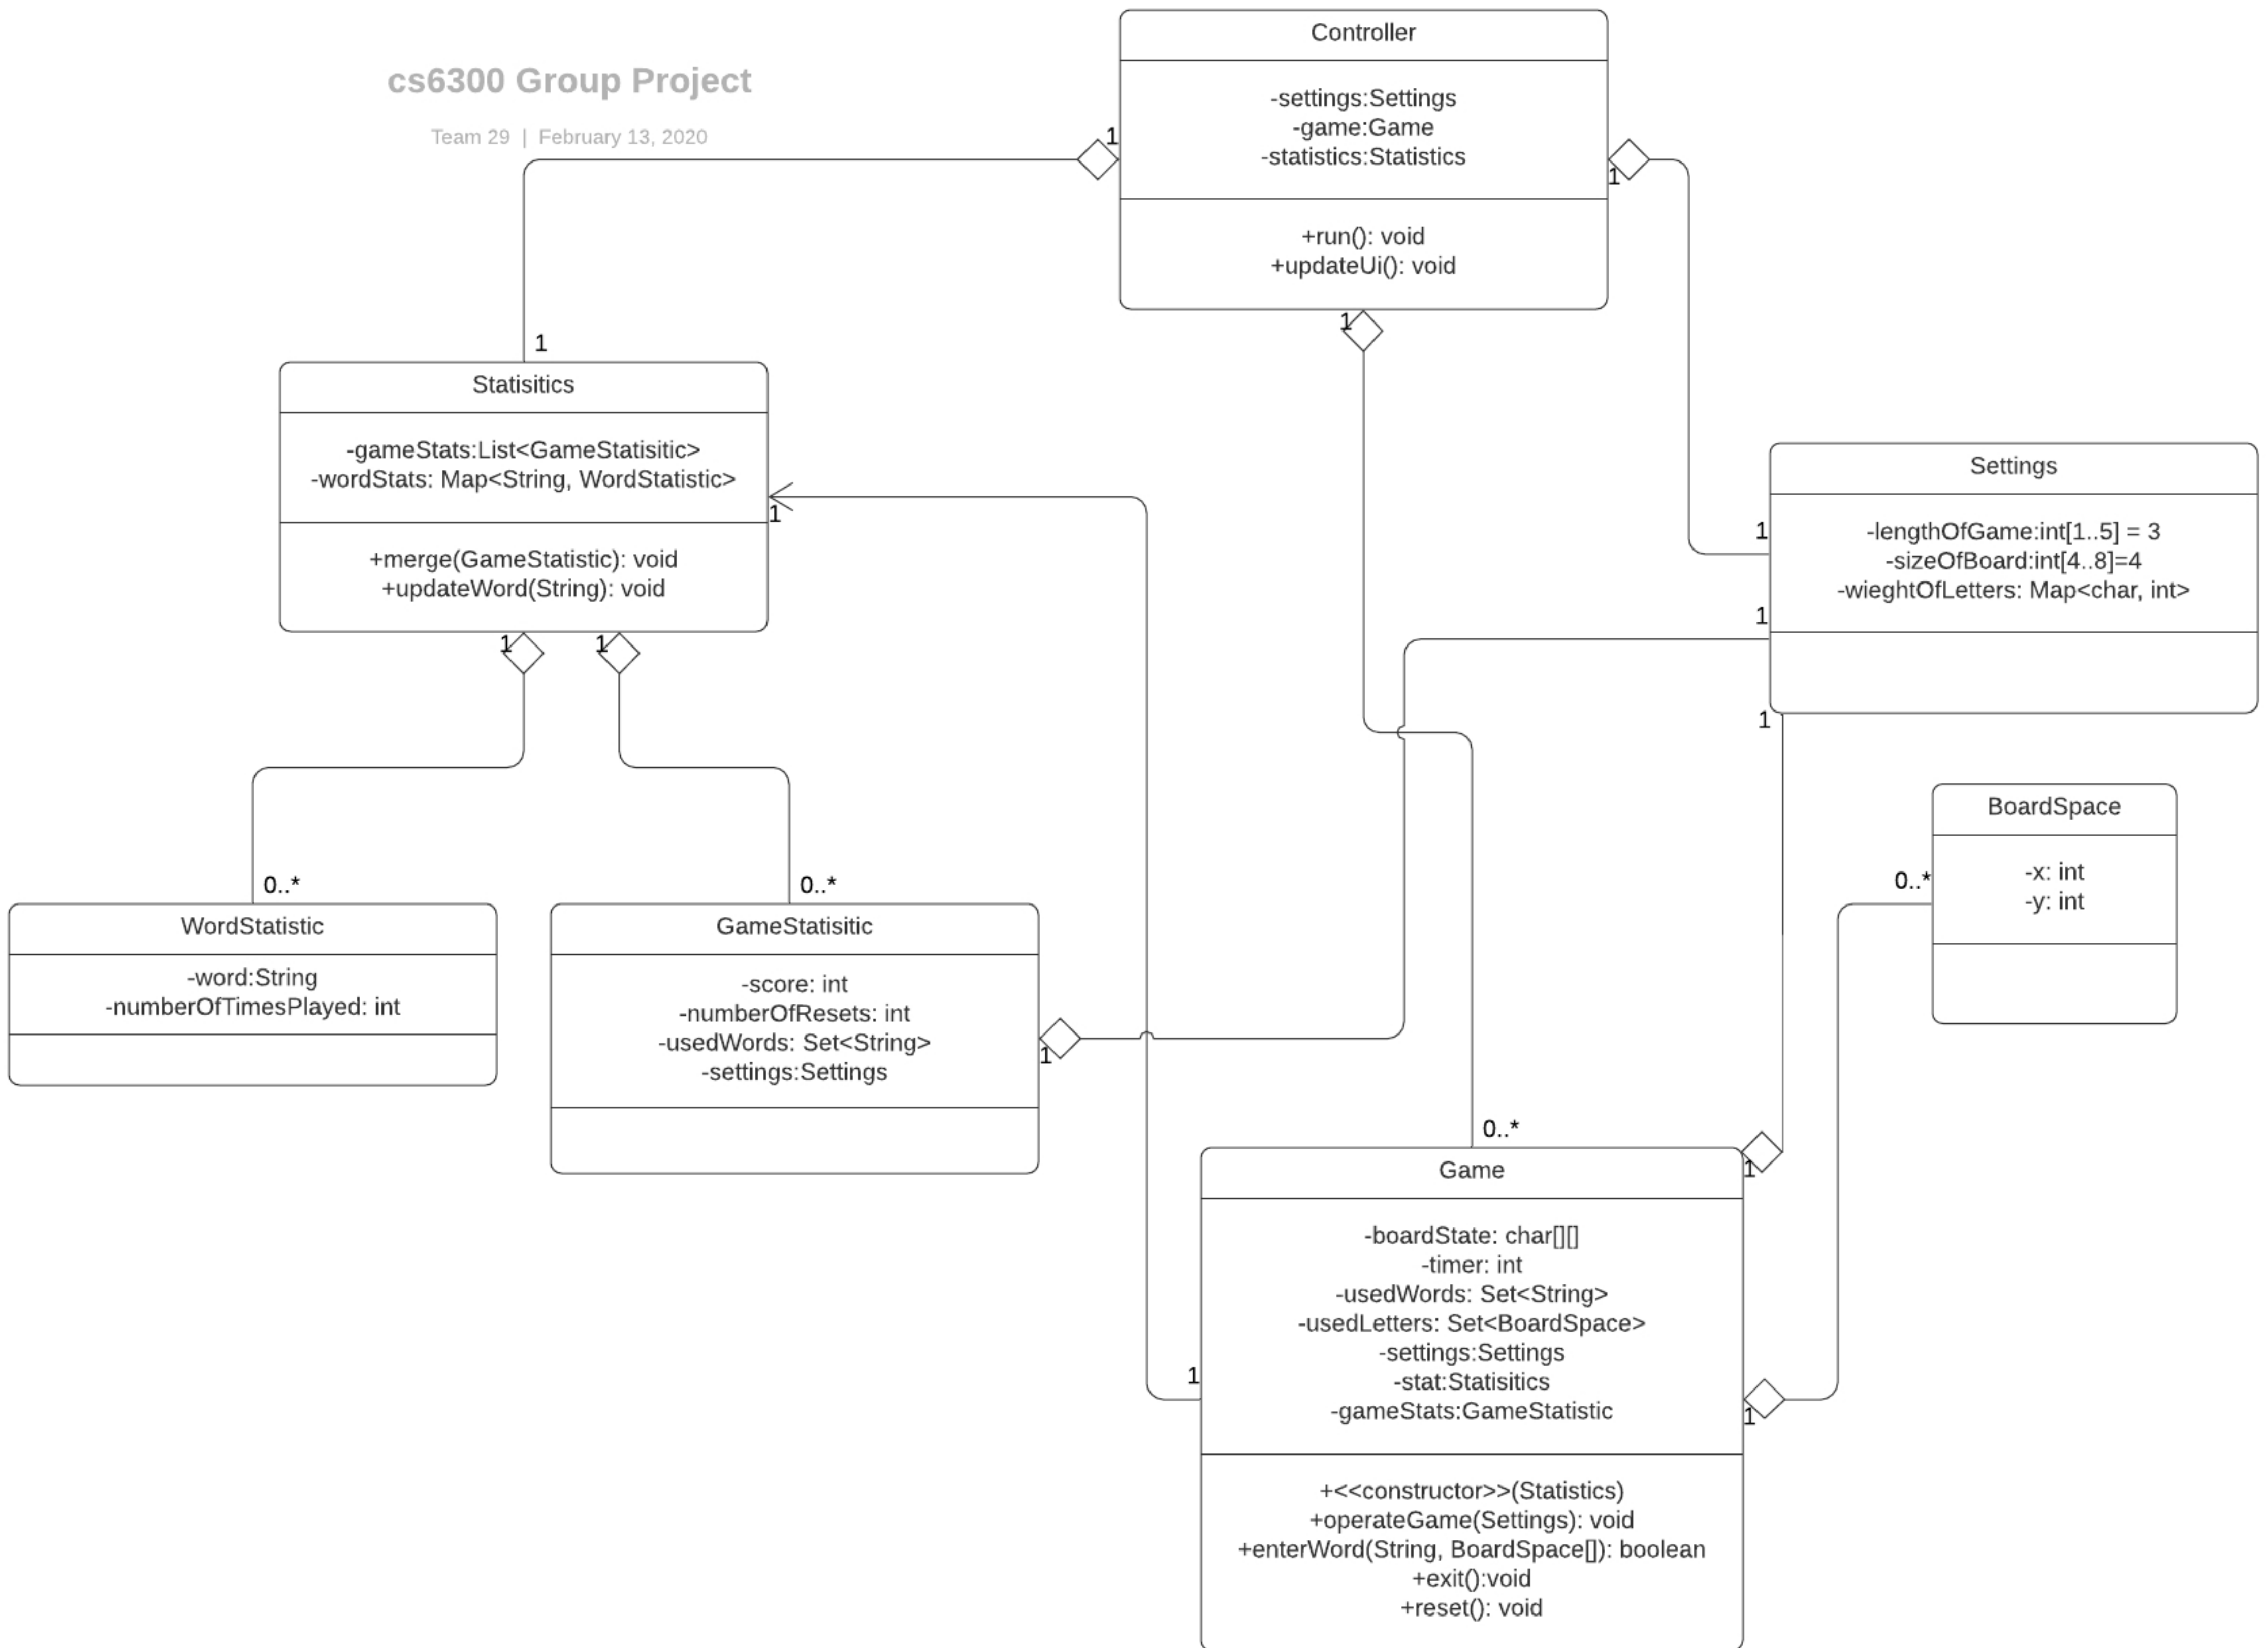 cs6300 Group Project
Team 29 | February 13, 2020
Controller
-settings:Settings
-game:Game
-statistics:Statistics
+run(): void
+updateUi(): void
1
1
1
1
Statisitics
-gameStats:List<GameStatisitic>
-wordStats: Map<String, WordStatistic>
+merge(GameStatistic): void
+updateWord(String): void
1
1
1
Settings
-lengthOfGame:int[1..5] = 3
-sizeOfBoard:int[4..8]=4
-wieghtOfLetters: Map<char, int>
1
1
1
BoardSpace
-x: int
-y: int
0..*
0..*
WordStatistic
-word:String
-numberOfTimesPlayed: int
0..*
GameStatisitic
-score: int
-numberOfResets: int
-usedWords: Set<String>
-settings:Settings
1
0..*
Game
-boardState: char[][]
-timer: int
-usedWords: Set<String>
-usedLetters: Set<BoardSpace>
-settings:Settings
-stat:Statisitics
-gameStats:GameStatistic
+<<constructor>>(Statistics)
+operateGame(Settings): void
+enterWord(String, BoardSpace[]): boolean
+exit():void
+reset(): void
1
1
1